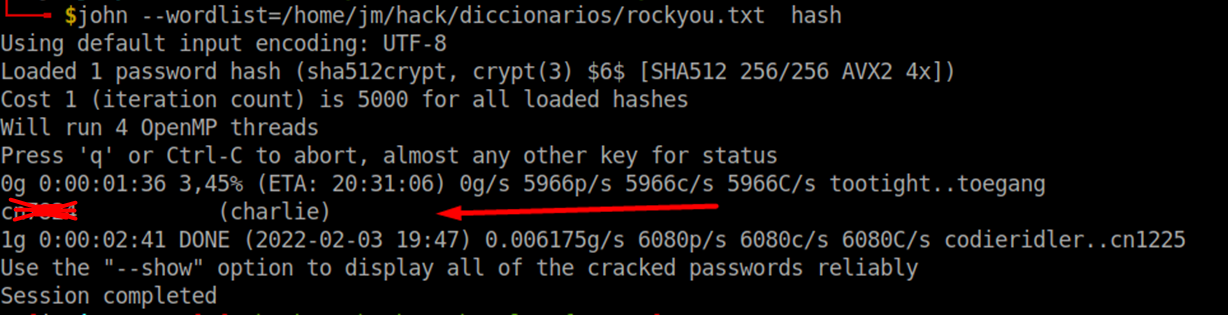 $john --wordlist=/home/jm/hack/diccionarios/rockyou.txt  hash
Using default input encoding: UTF-8
Loaded 1 password hash (sha512crypt, crypt(3) $6$ [SHA512 256/256 AVX2 4x])
Cost 1 (iteration count) is 5000 for all loaded hashes
Will run 4 OpenMP threads
Press 'q' or Ctrl-C to abort, almost any other key for status
0g 0:00:01:36 3,45% (ETA: 20:31:06) 0g/s 5966p/s 5966c/s 5966C/s tootight..toegang
(charlie)
1g 0:00:02:41 DONE (2022-02-03 19:47) 0.006175g/s 6080p/s 6080c/s 6080C/s codieridler..cn1225
Use the "--show" option to display all of the cracked passwords reliably
Session completed